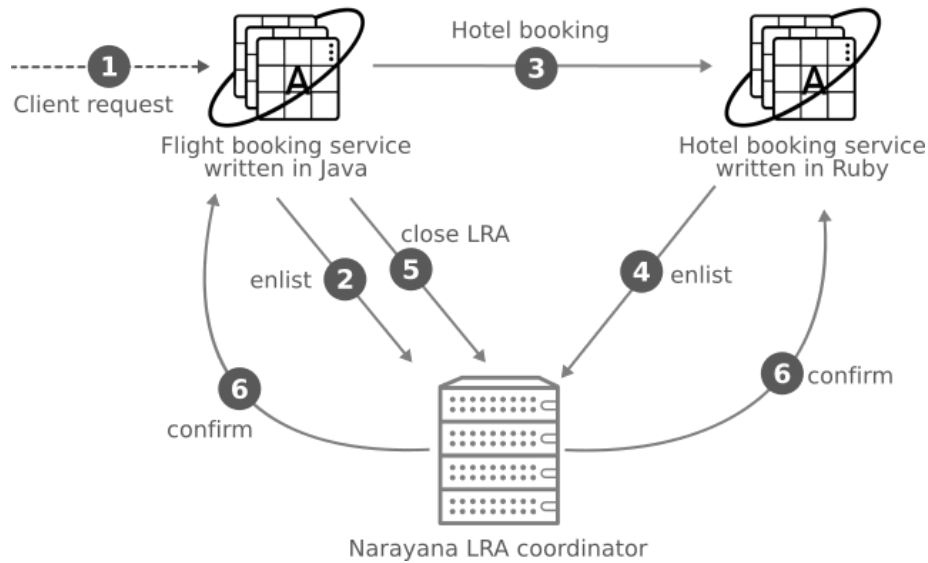 1
Client request
A
Flight booking service
written in Java
Hotel booking
3
A
Hotel booking service
written in Ruby
enlist
2
close LRA
5
4
enlist
6
confirm
6
confirm
Narayana LRA coordinator